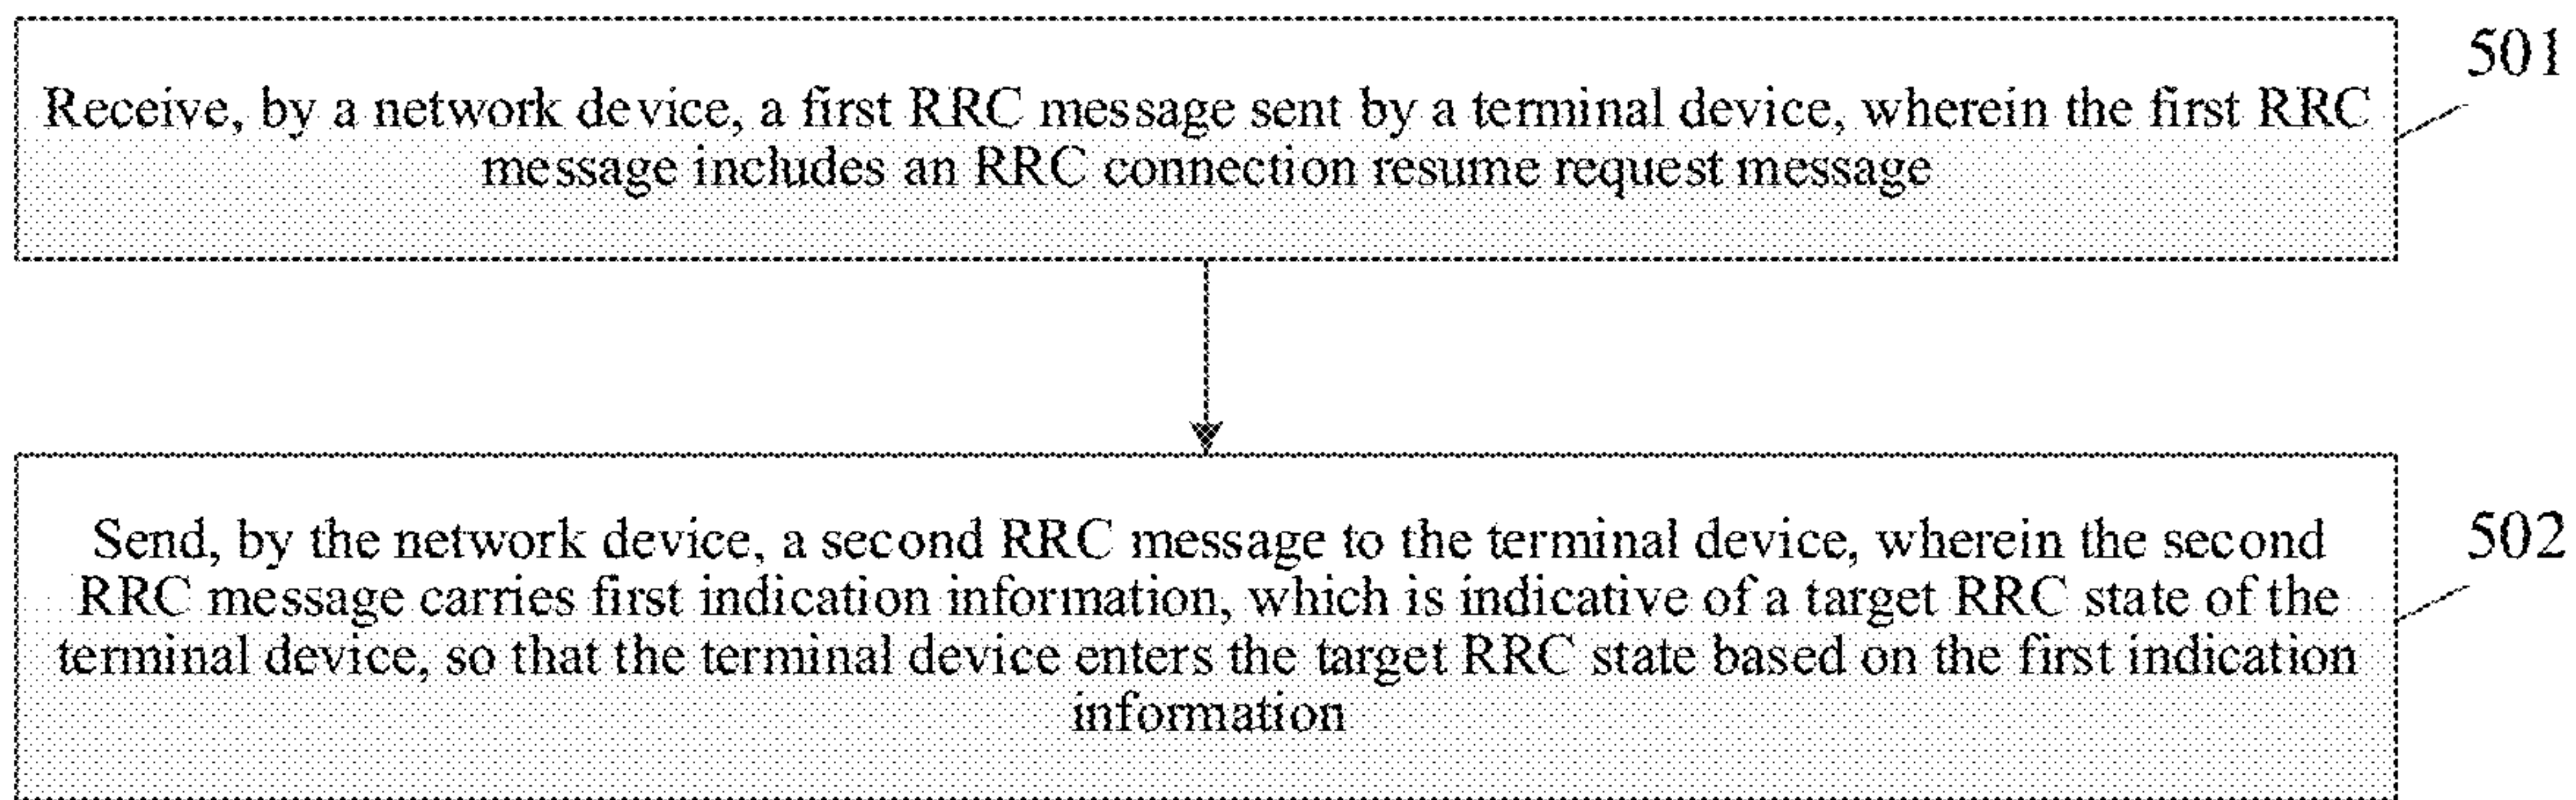 501
Receive, by a network device, a first RRC message sent by a terminal device, wherein the first RRC
message includes an RRC connection resume request message
502
Send, by the network device, a second RRC message to the terminal device, wherein the second
RRC message carries first indication information, which is indicative of a target RRC state of the
terminal device, so that the terminal device enters the target RRC state based on the first indication
information